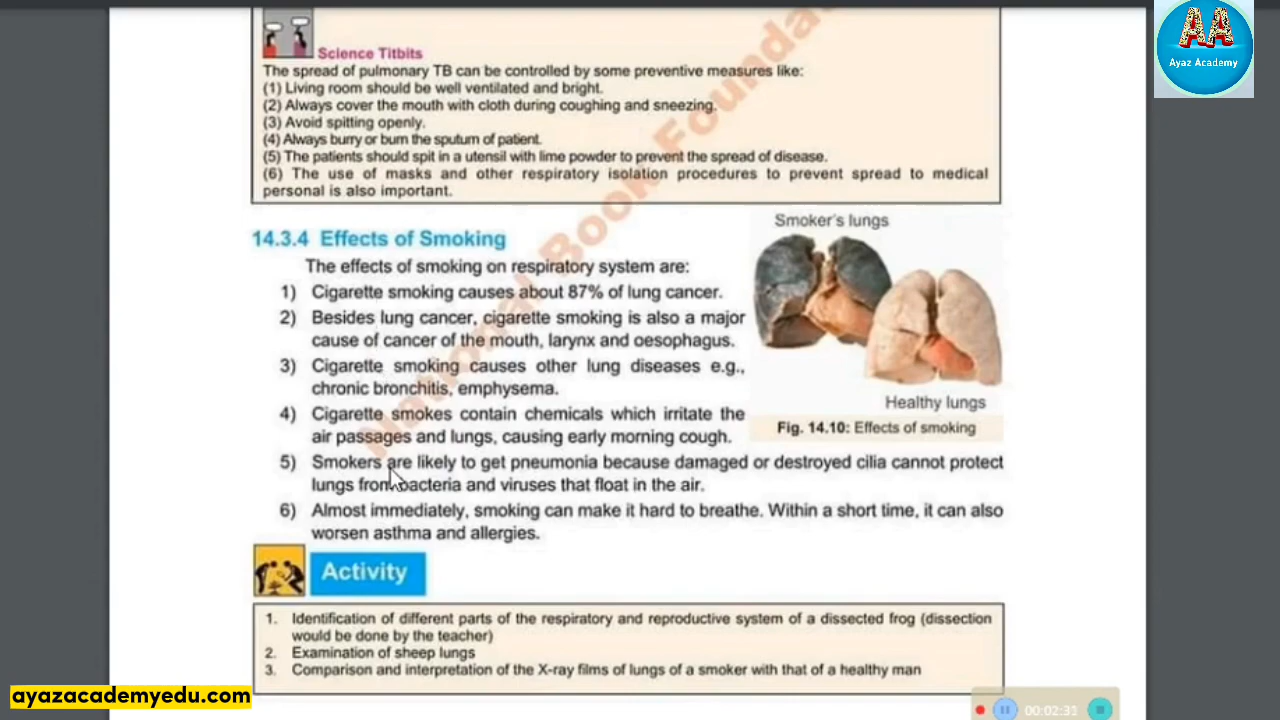 AA
Ayaz Academy
Science Titbits
The spread of pulmonary TB can be controlled by some preventive measures like:
(1) Living room should be well ventilated and bright.
(2) Always cover the mouth with cloth during coughing and sneezing.
(3) Avoid spitting openly.
(4) Always burry or burn the sputum of patient.
(5) The patients should spit in a utensil with lime powder to prevent the spread of disease.
(6) The use of masks and other respiratory isolation procedures to prevent spread to medical
personal is also important.
14.3.4 Effects of Smoking
The effects of smoking on respiratory system are:
1) Cigarette smoking causes about 87% of lung cancer.
2) Besides lung cancer, cigarette smoking is also a major
cause of cancer of the mouth, larynx and oesophagus.
3) Cigarette smoking causes other lung diseases e.g.,
chronic bronchitis, emphysema.
4) Cigarette smokes contain chemicals which irritate the
air passages and lungs, causing early morning cough.
Smoker's lungs
Healthy lungs
Fig. 14.10: Effects of smoking
5) Smokers are likely to get pneumonia because damaged or destroyed cilia cannot protect
lungs from bacteria and viruses that float in the air.
6) Almost immediately, smoking can make it hard to breathe. Within a short time, it can also
worsen asthma and allergies.
Activity
1. Identification of different parts of the respiratory and reproductive system of a dissected frog (dissection
would be done by the teacher)
2. Examination of sheep lungs
3. Comparison and interpretation of the X-ray films of lungs of a smoker with that of a healthy man
National Book Founda
ayazacademyedu.com